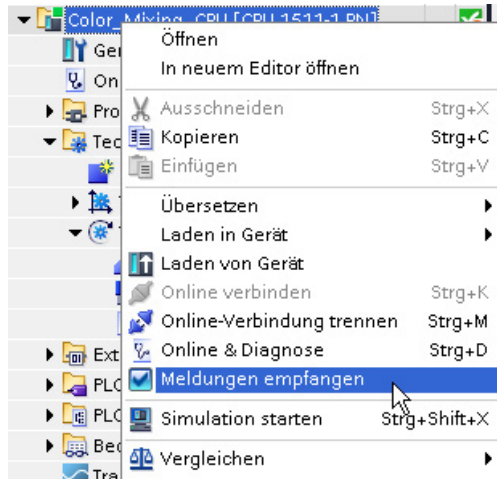 Color_Mixing_CPU [CPU 1511-1 PN]
Ger
Öffnen
On
In neuem Editor öffnen
Pro
Ausschneiden Strg+X
Tec
Kopieren Strg+C
Einfügen Strg+V
Übersetzen
Laden in Gerät
Laden von Gerät
Online verbinden Strg+K
Online-Verbindung trennen Strg+M
Ext
Online & Diagnose Strg+D
PLC
Meldungen empfangen
PLC
Simulation starten Strg+Shift+X
Bec
Vergleichen
Tra